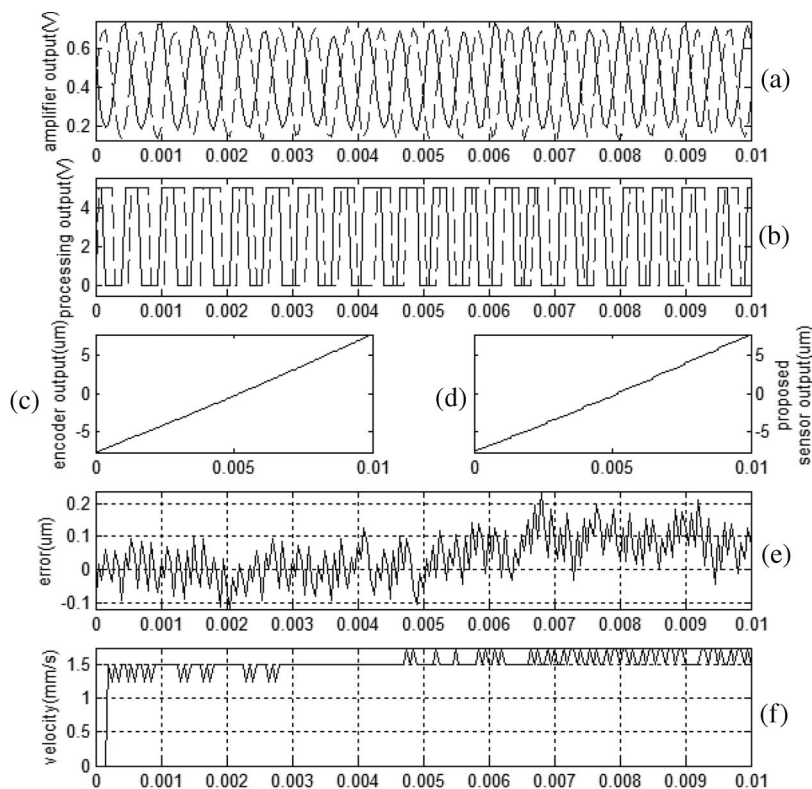 amplifier output(V)
0.6
0.4
0.2
0 0.001 0.002 0.003 0.004 0.005 0.006 0.007 0.008 0.009 0.01
(a)
processing output(V)
4
2
0
0 0.001 0.002 0.003 0.004 0.005 0.006 0.007 0.008 0.009 0.01
(b)
(c)
encoder output(um)
5
0
-5
0 0.005 0.01
(d)
5
0
-5
proposed
sensor output(um)
0 0.005 0.01
error(um)
0.2
0.1
0
-0.1
0 0.001 0.002 0.003 0.004 0.005 0.006 0.007 0.008 0.009 0.01
(e)
velocity(mm/s)
1.5
1
0.5
0
0 0.001 0.002 0.003 0.004 0.005 0.006 0.007 0.008 0.009 0.01
(f)